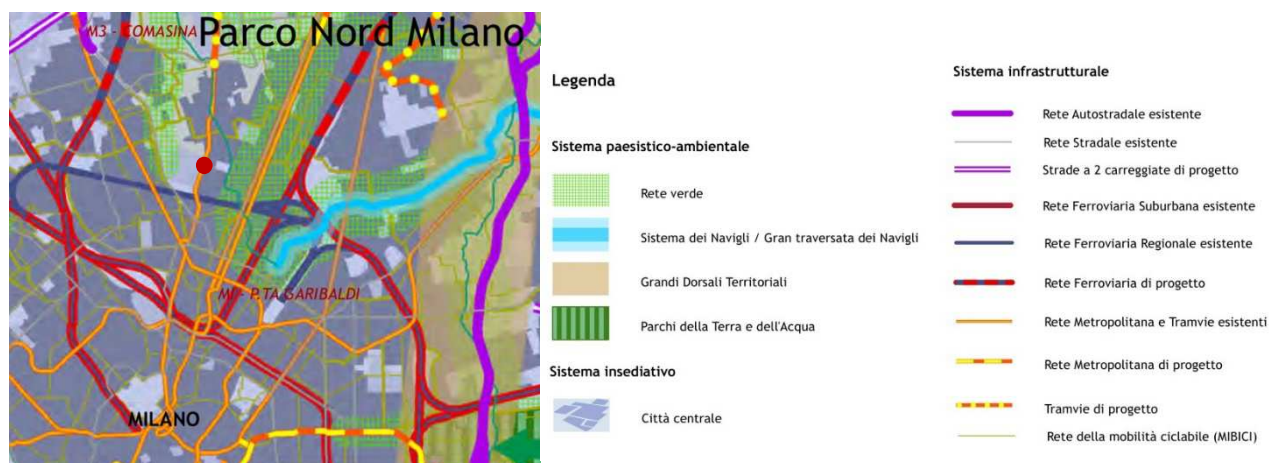 M3 - COMASINA
Parco Nord Milano
MI - P.TA GARIBALDI
MILANO
Legenda
Sistema paesistico-ambientale
Rete verde
Sistema dei Navigli / Gran traversata dei Navigli
Grandi Dorsali Territoriali
Parchi della Terra e dell'Acqua
Sistema insediativo
Città centrale
Sistema infrastrutturale
Rete Autostradale esistente
Rete Stradale esistente
Strade a 2 carreggiate di progetto
Rete Ferroviaria Suburbana esistente
Rete Ferroviaria Regionale esistente
Rete Ferroviaria di progetto
Rete Metropolitana e Tramvie esistenti
Rete Metropolitana di progetto
Tramvie di progetto
Rete della mobilità ciclabile (MIBICI)